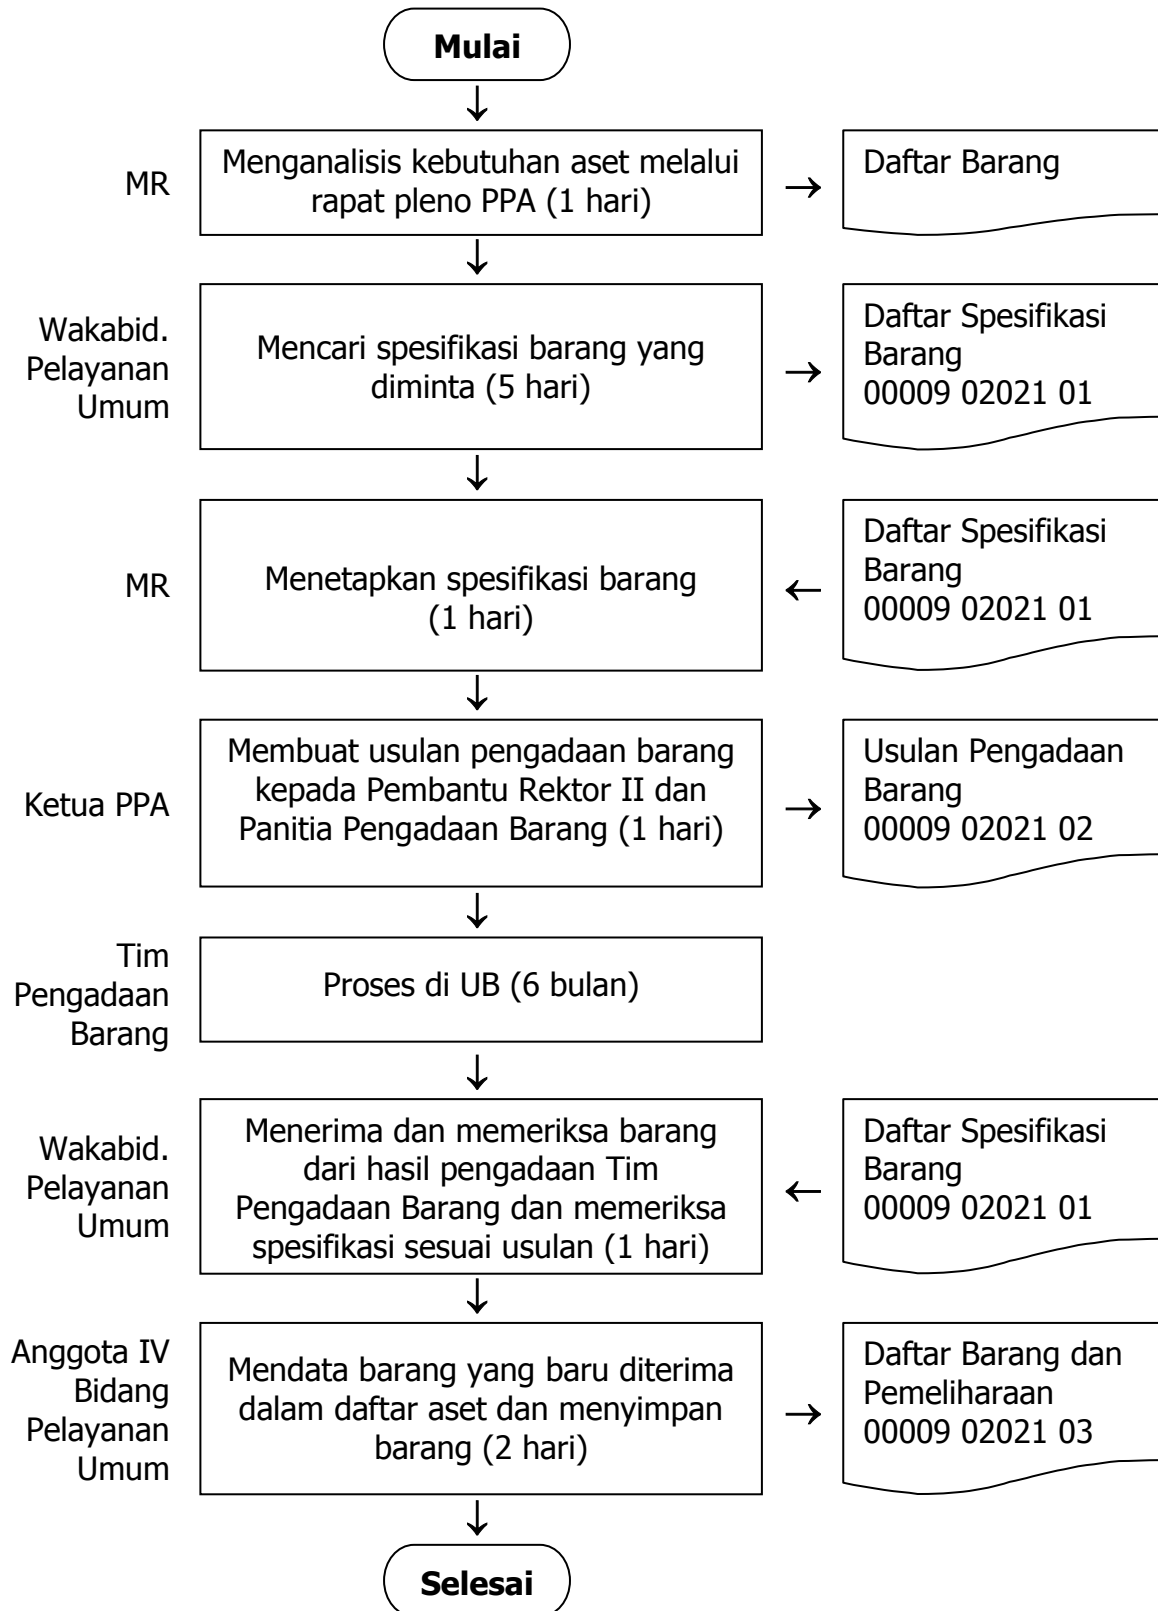 Mulai
MR
Menganalisis kebutuhan aset melalui
rapat pleno PPA (1 hari)
Daftar Barang
Wakabid.
Pelayanan
Umum
Mencari spesifikasi barang yang
diminta (5 hari)
Daftar Spesifikasi
Barang
00009 02021 01
MR
Menetapkan spesifikasi barang
(1 hari)
Daftar Spesifikasi
Barang
00009 02021 01
Ketua PPA
Membuat usulan pengadaan barang
kepada Pembantu Rektor II dan
Panitia Pengadaan Barang (1 hari)
Usulan Pengadaan
Barang
00009 02021 02
Tim
Pengadaan
Barang
Proses di UB (6 bulan)
Wakabid.
Pelayanan
Umum
Menerima dan memeriksa barang
dari hasil pengadaan Tim
Pengadaan Barang dan memeriksa
spesifikasi sesuai usulan (1 hari)
Daftar Spesifikasi
Barang
00009 02021 01
Anggota IV
Bidang
Pelayanan
Umum
Mendata barang yang baru diterima
dalam daftar aset dan menyimpan
barang (2 hari)
Daftar Barang dan
Pemeliharaan
00009 02021 03
Selesai